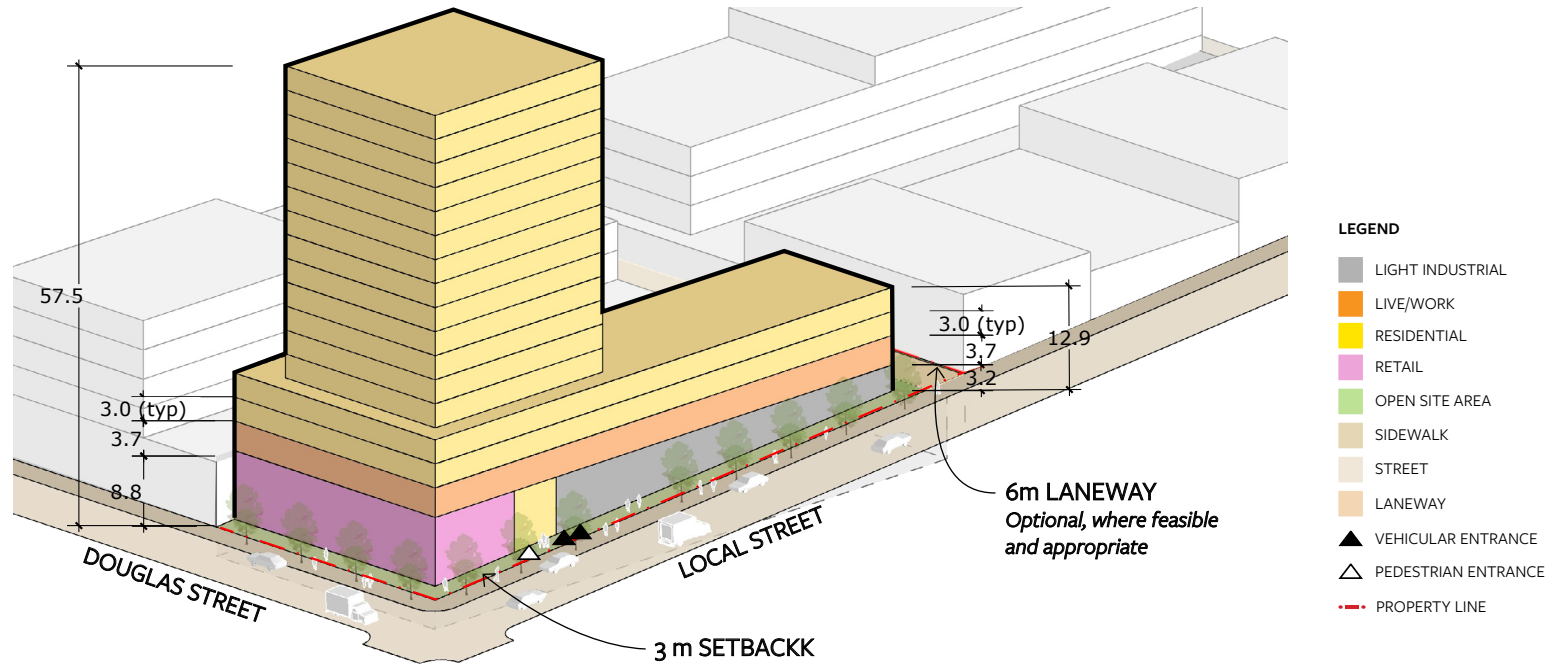 57.5
3.0 (typ)
3.7
8.8
3.0 (typ)
3.7
12.9
3.2
DOUGLAS STREET
LOCAL STREET
3 m SETBACKK
6m LANEWAY
Optional, where feasible
and appropriate
LEGEND
LIGHT INDUSTRIAL
LIVE/WORK
RESIDENTIAL
RETAIL
OPEN SITE AREA
SIDEWALK
STREET
LANEWAY
VEHICULAR ENTRANCE
PEDESTRIAN ENTRANCE
PROPERTY LINE